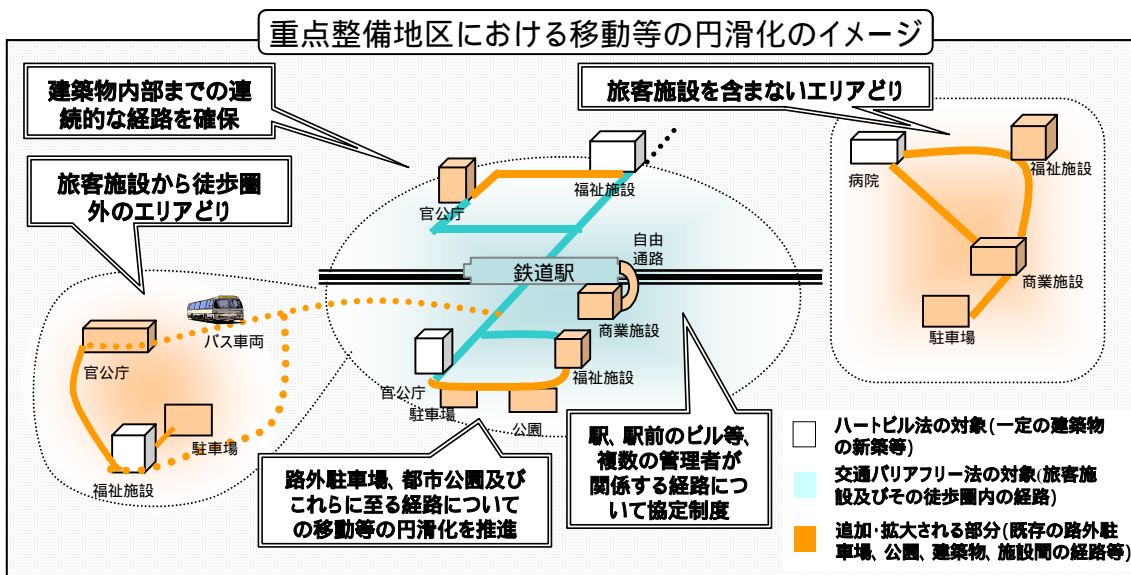 重点整備地区における移動等の円滑化のイメージ
建築物内部までの連
続的な経路を確保
旅客施設を含まないエリアどり
旅客施設から徒歩圏
外のエリアどり
福祉施設
官公庁
自由
通路
鉄道駅
商業施設
病院
福祉施設
商業施設
駐車場
バス車両
官公庁
駐車場
福祉施設
官公庁
駐車場
公園
福祉施設
路外駐車場、都市公園及び
これらに至る経路について
の移動等の円滑化を推進
駅、駅前のビル等、
複数の管理者が
関係する経路につ
いて協定制度
ハートビル法の対象(一定の建築物
の新築等)
交通バリアフリー法の対象(旅客施
設及びその徒歩圏内の経路)
追加・拡大される部分(既存の路外駐
車場、公園、建築物、施設間の経路等)